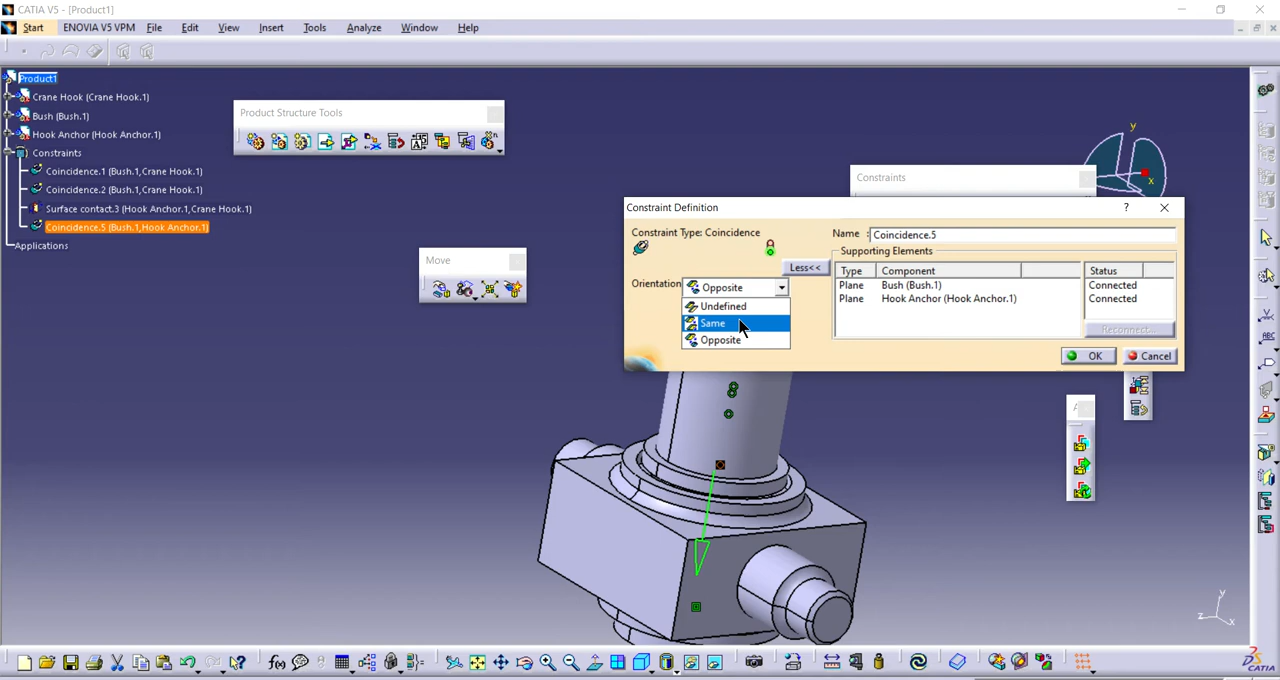 CATIA V5 - [Product1]
Start ENOVIA V5 VPM File Edit View Insert Tools Analyze Window Help
Product1
Crane Hook (Crane Hook.1)
Bush (Bush.1)
Hook Anchor (Hook Anchor.1)
Constraints
Coincidence.1 (Bush.1,Crane Hook.1)
Coincidence.2 (Bush.1,Crane Hook.1)
Surface contact.3 (Hook Anchor.1,Crane Hook.1)
Coincidence.5 (Bush.1,Hook Anchor.1)
Applications
Product Structure Tools
Move
Constraints
y
x
Constraint Definition ?
Constraint Type: Coincidence
Name : Coincidence.5
Supporting Elements
Less<<
Type Component Status
Plane Bush (Bush.1) Connected
Plane Hook Anchor (Hook Anchor.1) Connected
Orientation Opposite
Undefined
Same
Opposite
Reconnect...
OK Cancel
y
z x
f(x)
CATIA